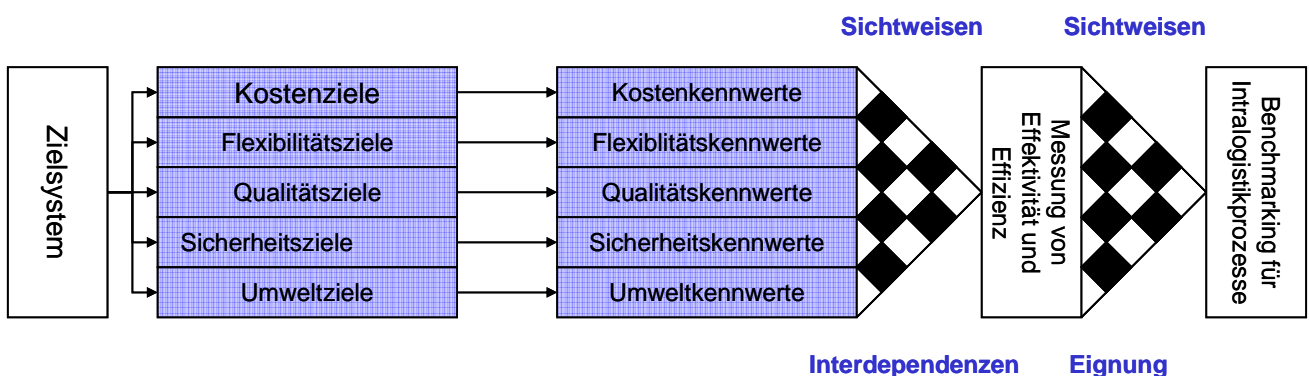 Sichtweisen
Sichtweisen
Zielsystem
Kostenziele
Flexibilitätsziele
Qualitätsziele
Sicherheitsziele
Umweltziele
Kostenkennwerte
Flexiblitätskennwerte
Qualitätskennwerte
Sicherheitskennwerte
Umweltkennwerte
Messung von
Effektivität und
Effizienz
Benchmarking für
Intralogistikprozesse
Interdependenzen
Eignung